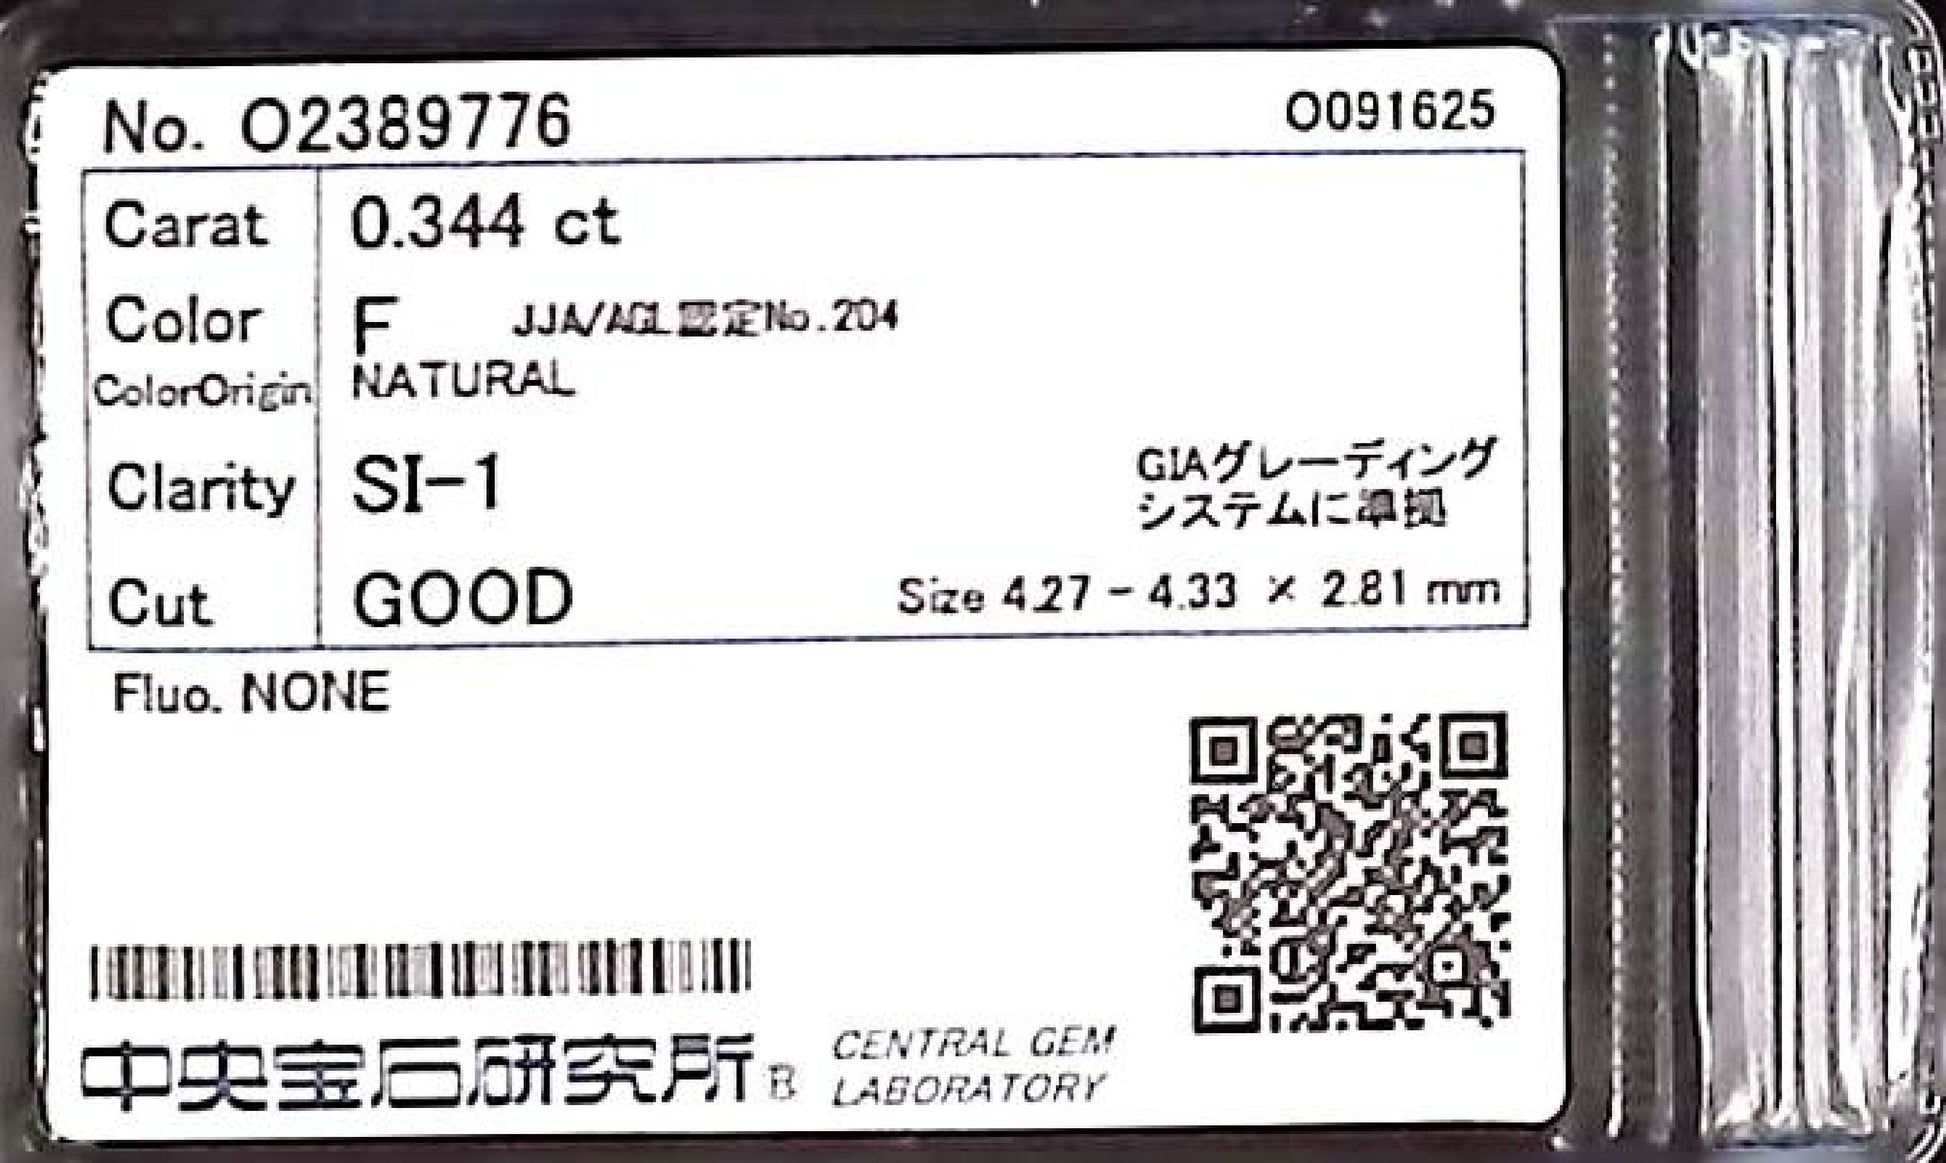 No. O2389776
O091625
Carat 0.344 ct
Color F JJA/AGL認定No.204
ColorOrigin NATURAL
Clarity SI-1
GIAグレーディング
システムに準拠
Cut GOOD Size 4.27 - 4.33 × 2.81 mm
Fluo. NONE
中央宝石研究所 B
CENTRAL GEM
LABORATORY